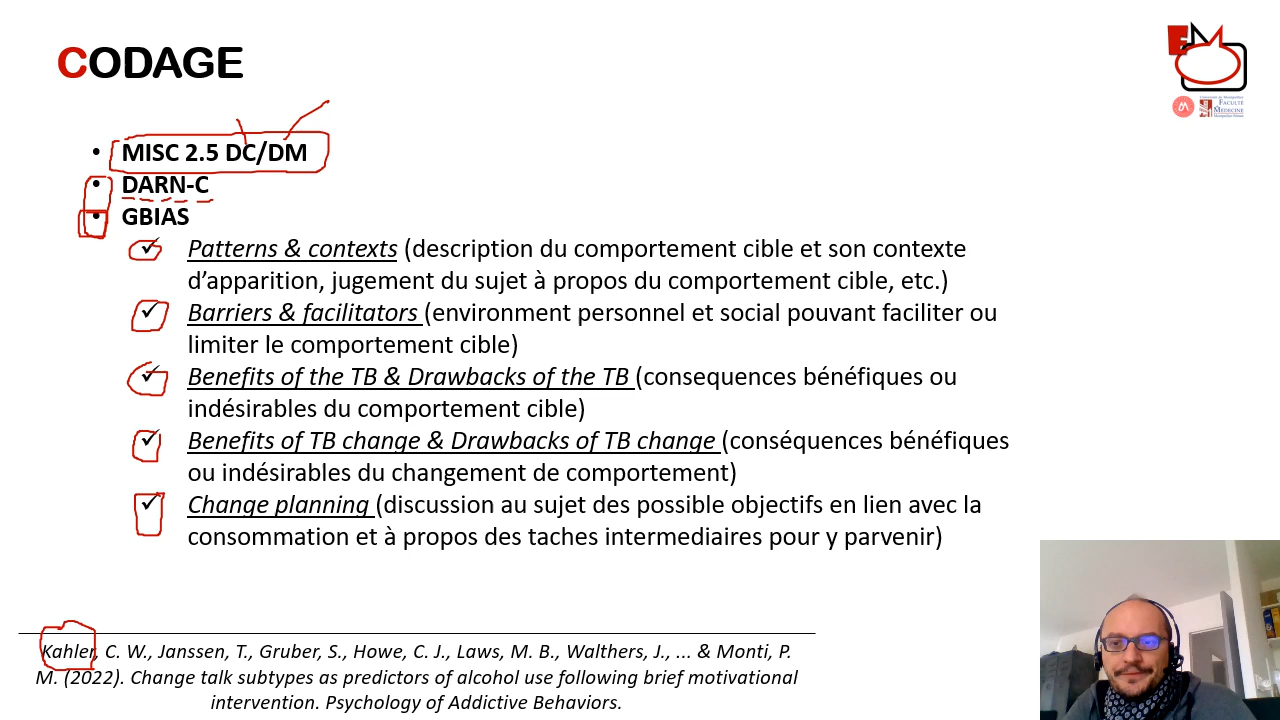 CODAGE
• MISC 2.5 DC/DM
• DARN-C
• GBIAS
✓ Patterns & contexts (description du comportement cible et son contexte
d’apparition, jugement du sujet à propos du comportement cible, etc.)
✓ Barriers & facilitators (environment personnel et social pouvant faciliter ou
limiter le comportement cible)
✓ Benefits of the TB & Drawbacks of the TB (consequences bénéfiques ou
indésirables du comportement cible)
✓ Benefits of TB change & Drawbacks of TB change (conséquences bénéfiques
ou indésirables du changement de comportement)
✓ Change planning (discussion au sujet des possible objectifs en lien avec la
consommation et à propos des taches intermediaires pour y parvenir)
Kahler, C. W., Janssen, T., Gruber, S., Howe, C. J., Laws, M. B., Walthers, J., ... & Monti, P.
M. (2022). Change talk subtypes as predictors of alcohol use following brief motivational
intervention. Psychology of Addictive Behaviors.
FACULTÉ
MÉDECINE